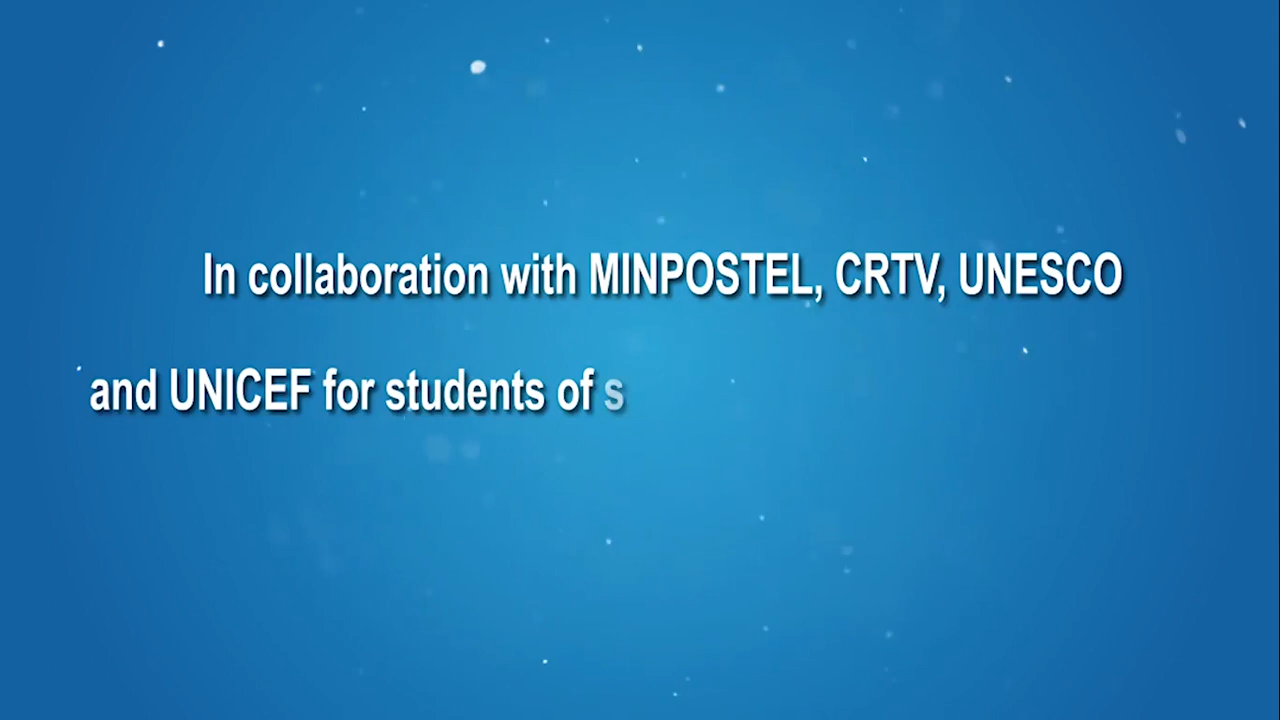 In collaboration with MINPOSTEL, CRTV, UNESCO
and UNICEF for students of s